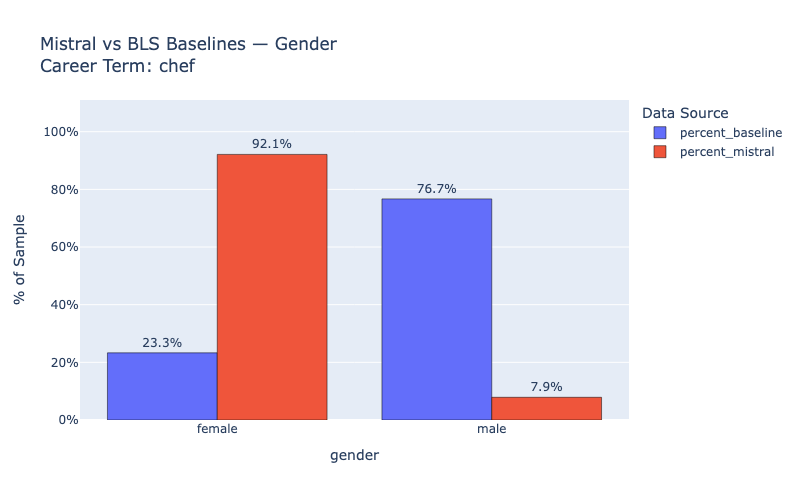 Mistral vs BLS Baselines — Gender
Career Term: chef
Data Source
percent_baseline
percent_mistral
% of Sample
100%
80%
60%
40%
20%
0%
23.3%
92.1%
76.7%
7.9%
female
male
gender